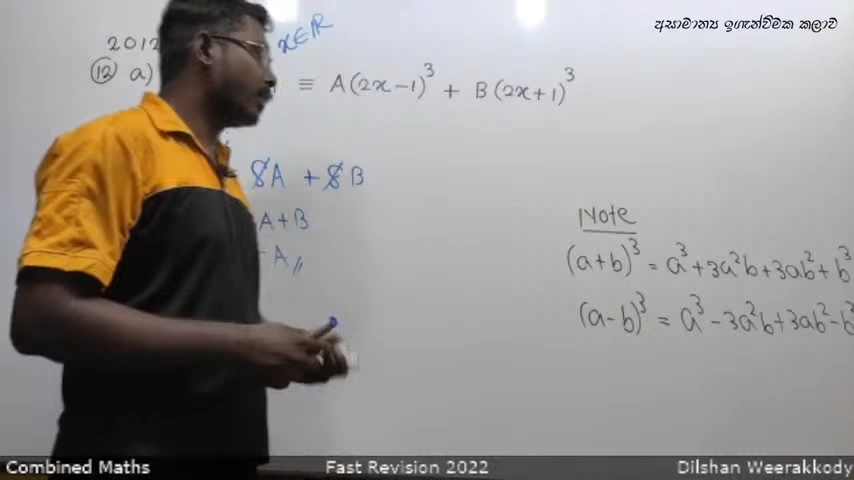 අසාමාන්‍ය ඉගැන්වීමක කලාව
2012 x∈ℝ
⑫ a) ≡ A(2x-1)³ + B(2x+1)³
8A + 8B
A+B
-A//
Note
(a+b)³ = a³+3a²b+3ab²+b³
(a-b)³ = a³-3a²b+3ab²-b³
Combined Maths Fast Revision 2022 Dilshan Weerakkody